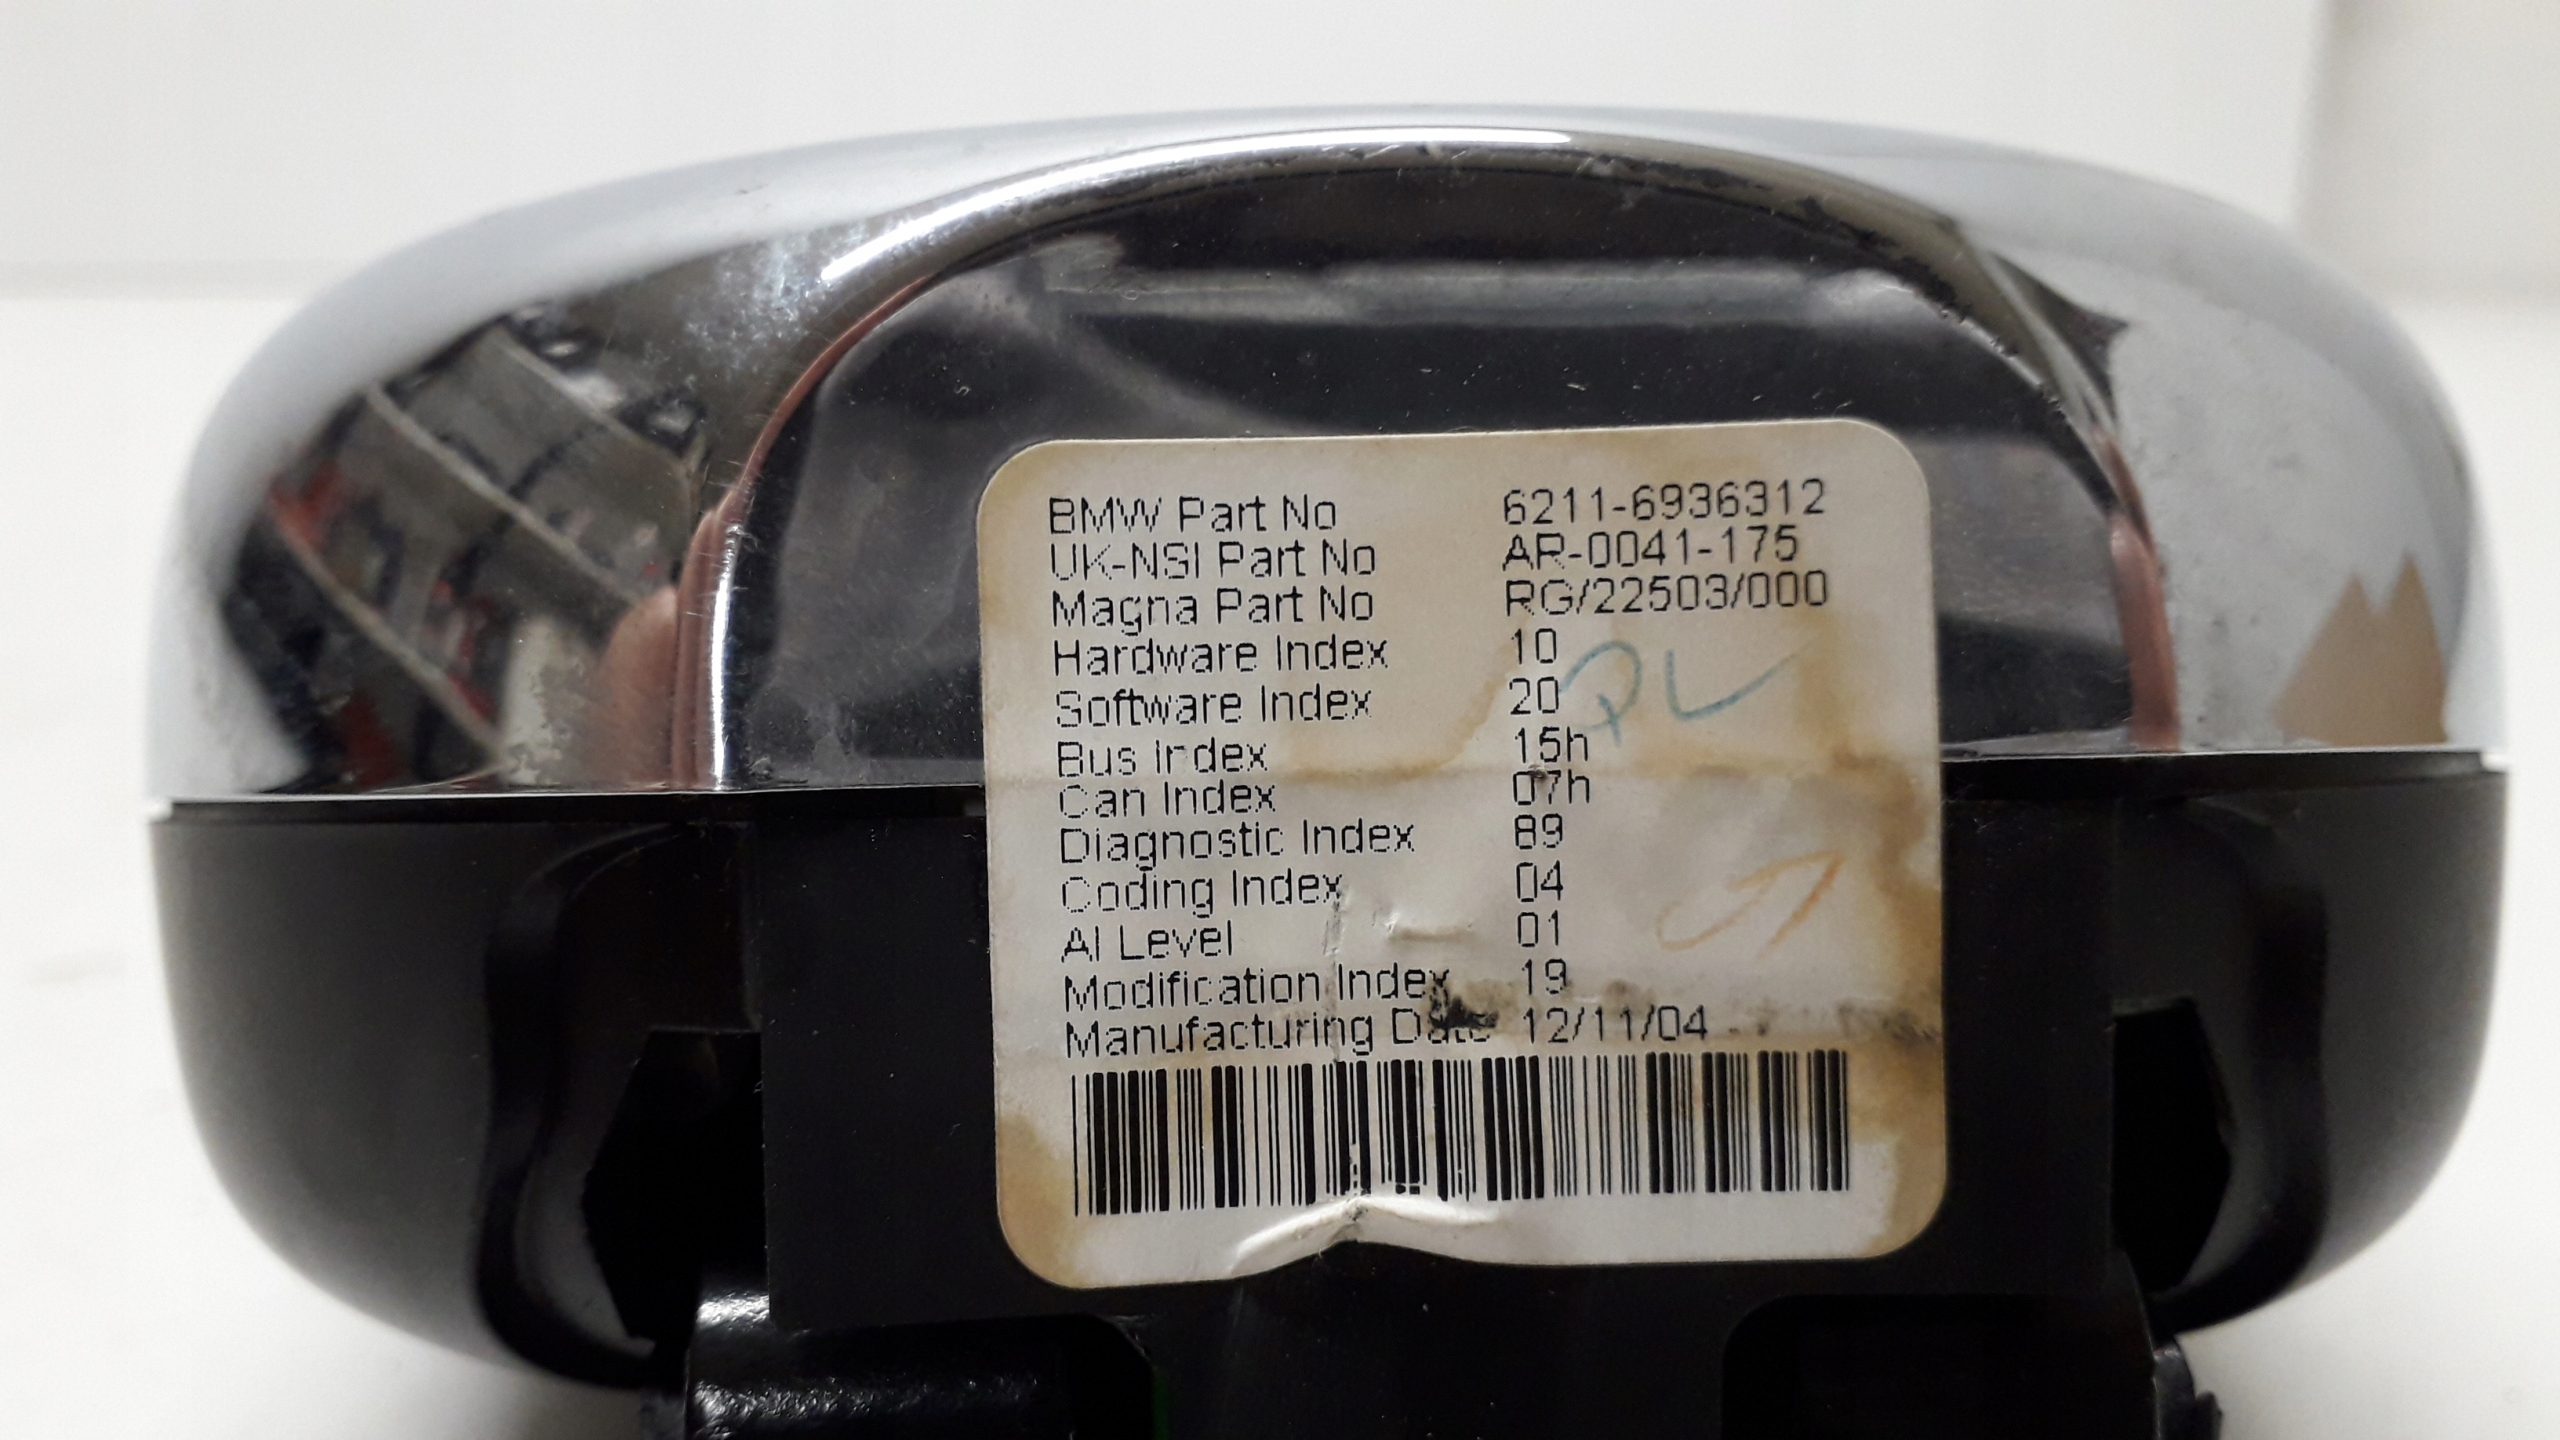 BMW Part No 6211-6936312
UK-NSI Part No AR-0041-175
Magna Part No RG/22503/000
Hardware Index 10
Software Index 20
Bus Index 15h
Can Index 07h
Diagnostic Index 89
Coding Index 04
AI Level 01
Modification Index 19
Manufacturing Date 12/11/04